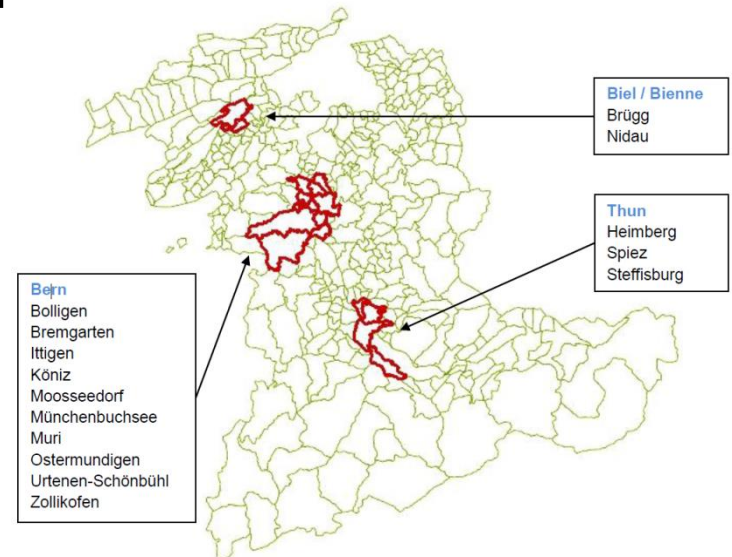 Biel / Bienne
Brügg
Nidau
Thun
Heimberg
Spiez
Steffisburg
Bern
Bolligen
Bremgarten
Ittigen
Köniz
Moosseedorf
Münchenbuchsee
Muri
Ostermundigen
Urtenen-Schönbühl
Zollikofen